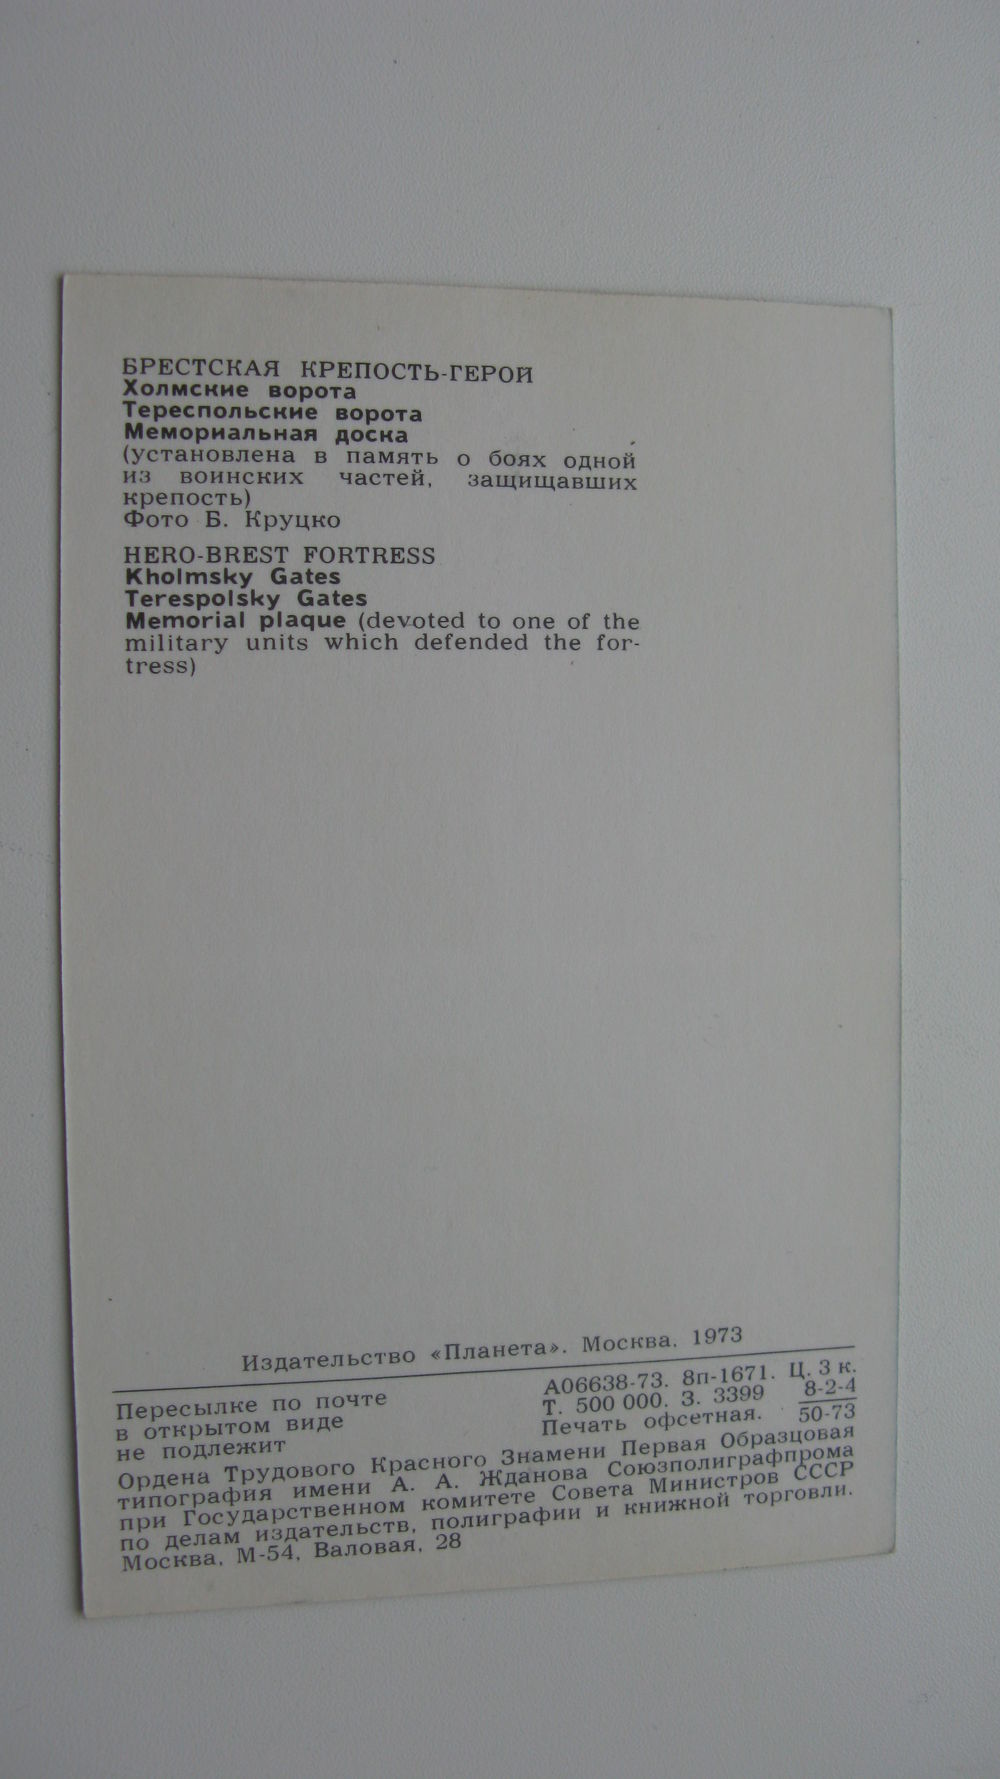 БРЕСТСКАЯ КРЕПОСТЬ-ГЕРОЙ
Холмские ворота
Тереспольские ворота
Мемориальная доска
(установлена в память о боях одной
из воинских частей, защищавших
крепость)
Фото Б. Круцко
HERO-BREST FORTRESS
Kholmsky Gates
Terespolsky Gates
Memorial plaque (devoted to one of the
military units which defended the for-
tress)
Издательство «Планета». Москва. 1973
Пересылке по почте
в открытом виде
не подлежит
А06638-73. 8п-1671. Ц. 3 к.
Т. 500 000. З. 3399 8-2-4
Печать офсетная. 50-73
Ордена Трудового Красного Знамени Первая Образцовая
типография имени А. А. Жданова Союзполиграфпрома
при Государственном комитете Совета Министров СССР
по делам издательств, полиграфии и книжной торговли.
Москва, М-54, Валовая, 28